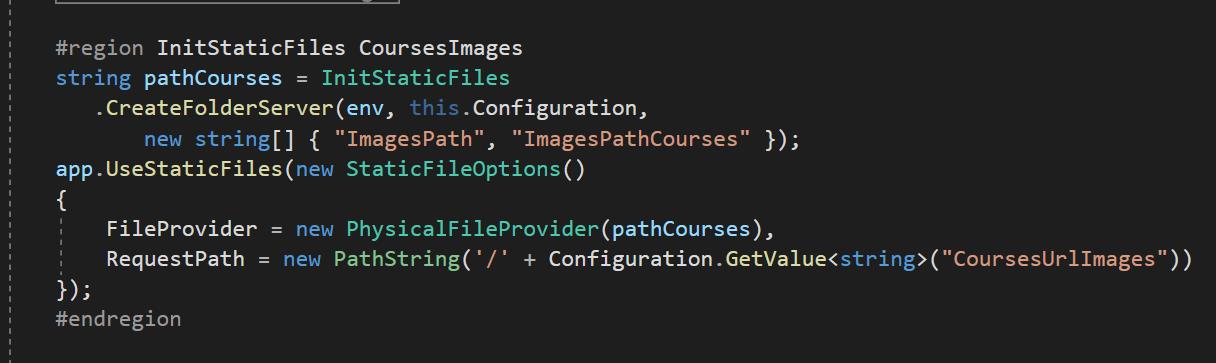 #region InitStaticFiles CoursesImages
string pathCourses = InitStaticFiles
.CreateFolderServer(env, this.Configuration,
new string[] { "ImagesPath", "ImagesPathCourses" });
app.UseStaticFiles(new StaticFileOptions()
{
FileProvider = new PhysicalFileProvider(pathCourses),
RequestPath = new PathString('/' + Configuration.GetValue<string>("CoursesUrlImages"))
});
#endregion